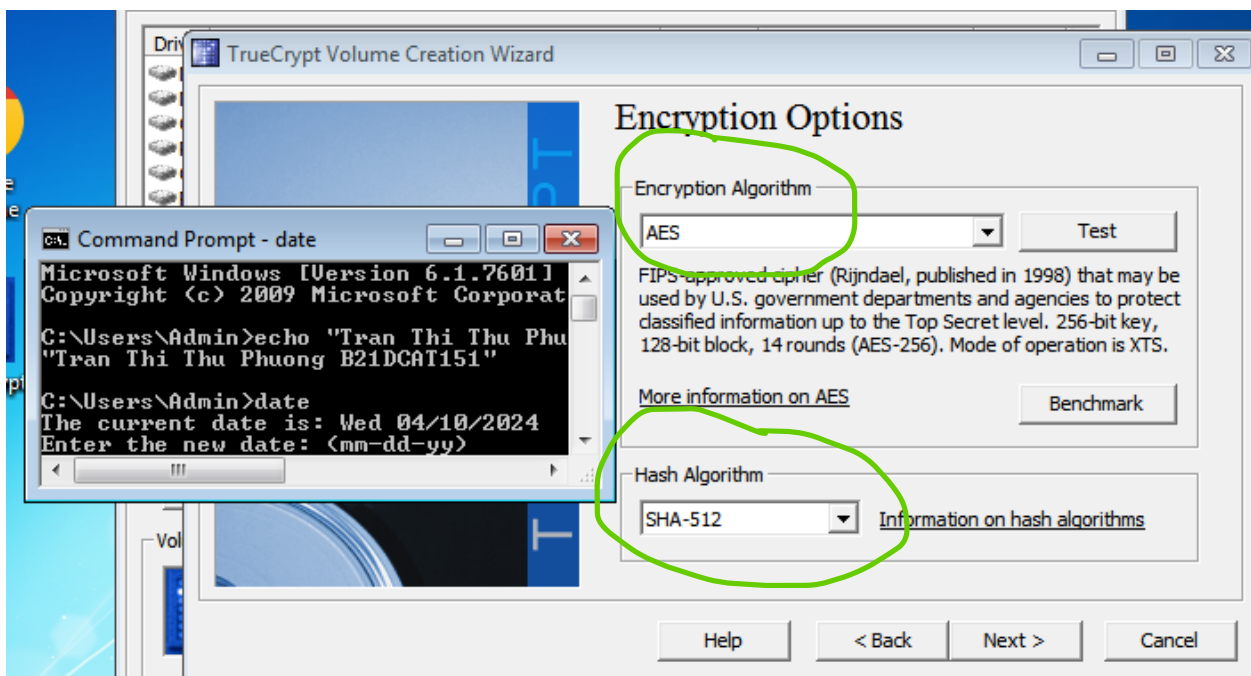 Driv
TrueCrypt Volume Creation Wizard
Encryption Options
Encryption Algorithm
AES
Test
FIPS-approved cipher (Rijndael, published in 1998) that may be
used by U.S. government departments and agencies to protect
classified information up to the Top Secret level. 256-bit key,
128-bit block, 14 rounds (AES-256). Mode of operation is XTS.
More information on AES
Benchmark
Hash Algorithm
SHA-512
Information on hash algorithms
Help
< Back
Next >
Cancel
Command Prompt - date
Microsoft Windows [Version 6.1.7601]
Copyright (c) 2009 Microsoft Corporat
C:\Users\Admin>echo "Tran Thi Thu Phu
"Tran Thi Thu Phuong B21DCAT151"
C:\Users\Admin>date
The current date is: Wed 04/10/2024
Enter the new date: (mm-dd-yy)
Vol